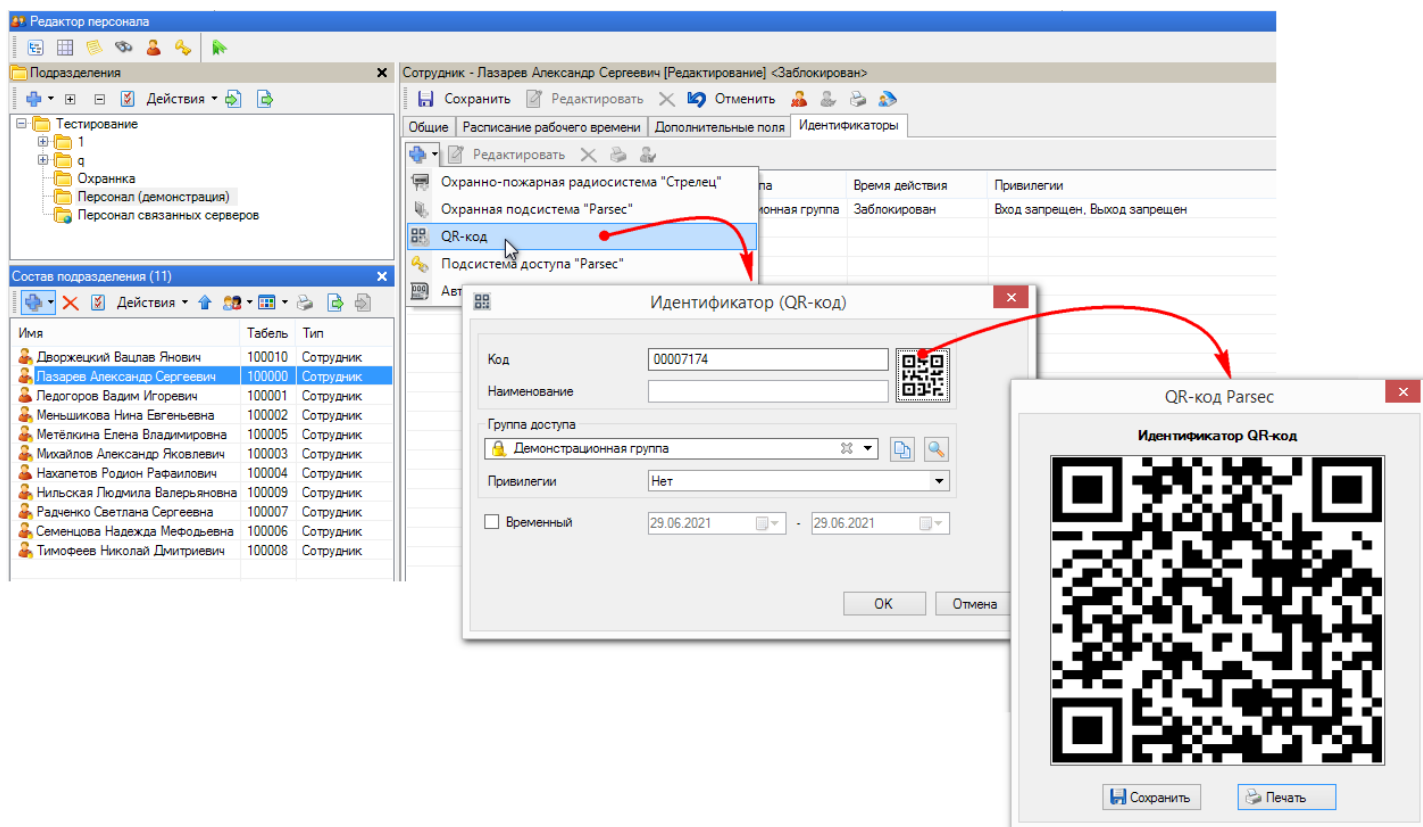 Редактор персонала
Подразделения
Действия
Тестирование
1
q
Охраннка
Персонал (демонстрация)
Персонал связанных серверов
Состав подразделения (11)
Действия
Имя Табель Тип
Дворжецкий Вацлав Янович 100010 Сотрудник
Лазарев Александр Сергеевич 100000 Сотрудник
Ледогоров Вадим Игоревич 100001 Сотрудник
Меньшикова Нина Евгеньевна 100002 Сотрудник
Метёлкина Елена Владимировна 100005 Сотрудник
Михайлов Александр Яковлевич 100003 Сотрудник
Нахапетов Родион Рафаилович 100004 Сотрудник
Нильская Людмила Валерьяновна 100009 Сотрудник
Радченко Светлана Сергеевна 100007 Сотрудник
Семенцова Надежда Мефодьевна 100006 Сотрудник
Тимофеев Николай Дмитриевич 100008 Сотрудник
Сотрудник - Лазарев Александр Сергеевич [Редактирование] <Заблокирован>
Сохранить Редактировать Отменить
Общие Расписание рабочего времени Дополнительные поля Идентификаторы
Редактировать
па Время действия Привилегии
ионная группа Заблокирован Вход запрещен, Выход запрещен
Охранно-пожарная радиосистема "Стрелец"
Охранная подсистема "Parsec"
QR-код
Подсистема доступа "Parsec"
Авт
Идентификатор (QR-код)
Код 00007174
Наименование
Группа доступа
Демонстрационная группа
Привилегии Нет
Временный 29.06.2021 - 29.06.2021
OK Отмена
QR-код Parsec
Идентификатор QR-код
Сохранить Печать